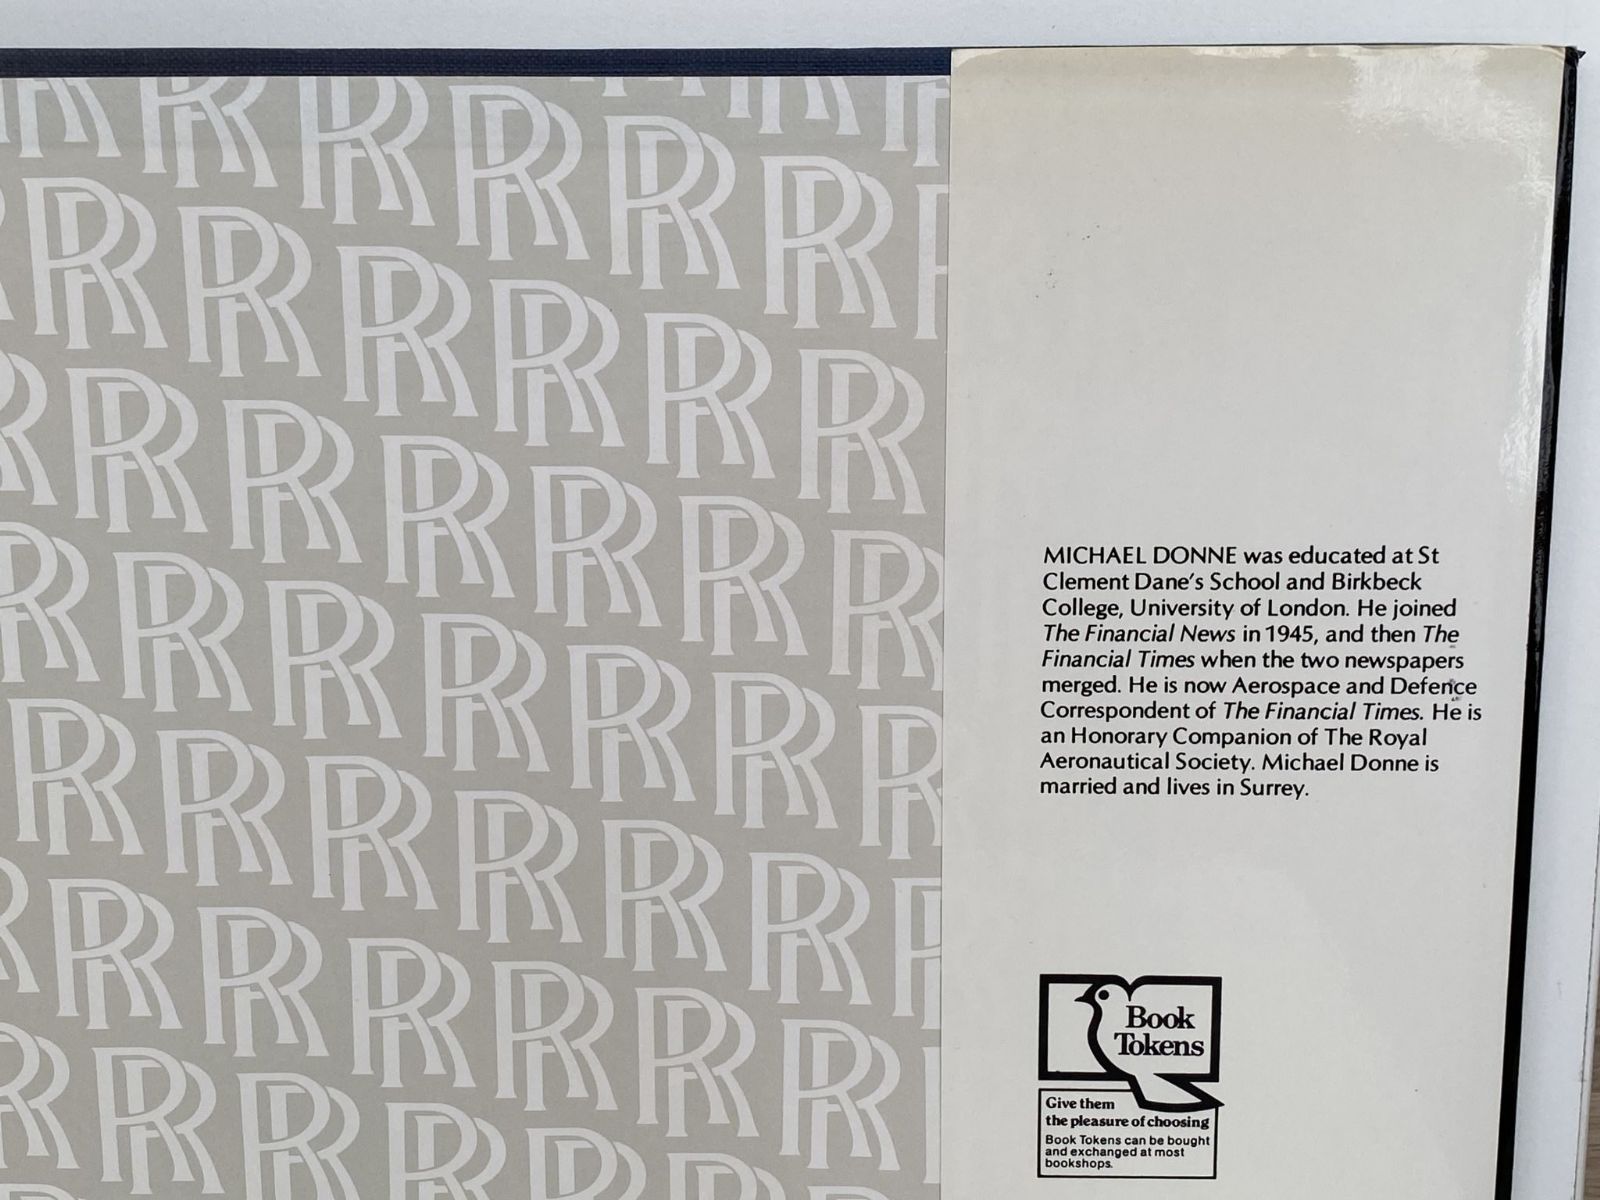 MICHAEL DONNE was educated at St
Clement Dane's School and Birkbeck
College, University of London. He joined
The Financial News in 1945, and then The
Financial Times when the two newspapers
merged. He is now Aerospace and Defence
Correspondent of The Financial Times. He is
an Honorary Companion of The Royal
Aeronautical Society. Michael Donne is
married and lives in Surrey.
Book
Tokens
Give them
the pleasure of choosing
Book Tokens can be bought
and exchanged at most
bookshops.